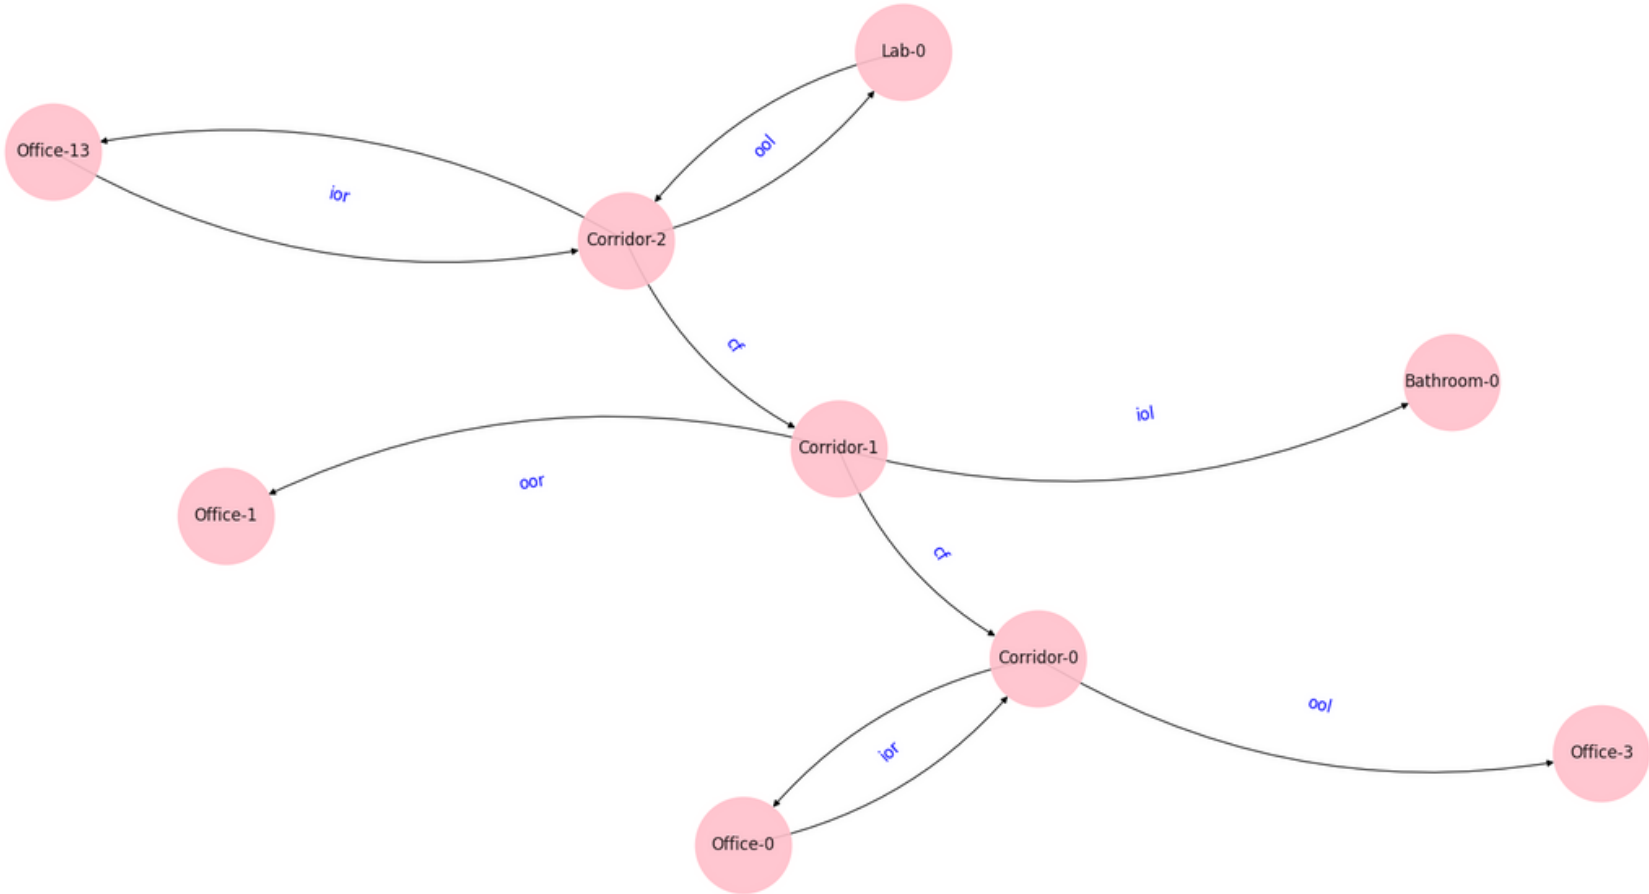 Lab-0
ool
Office-13
ior
Corridor-2
cf
Bathroom-0
iol
Corridor-1
oor
Office-1
cf
Corridor-0
ool
ior
Office-3
Office-0